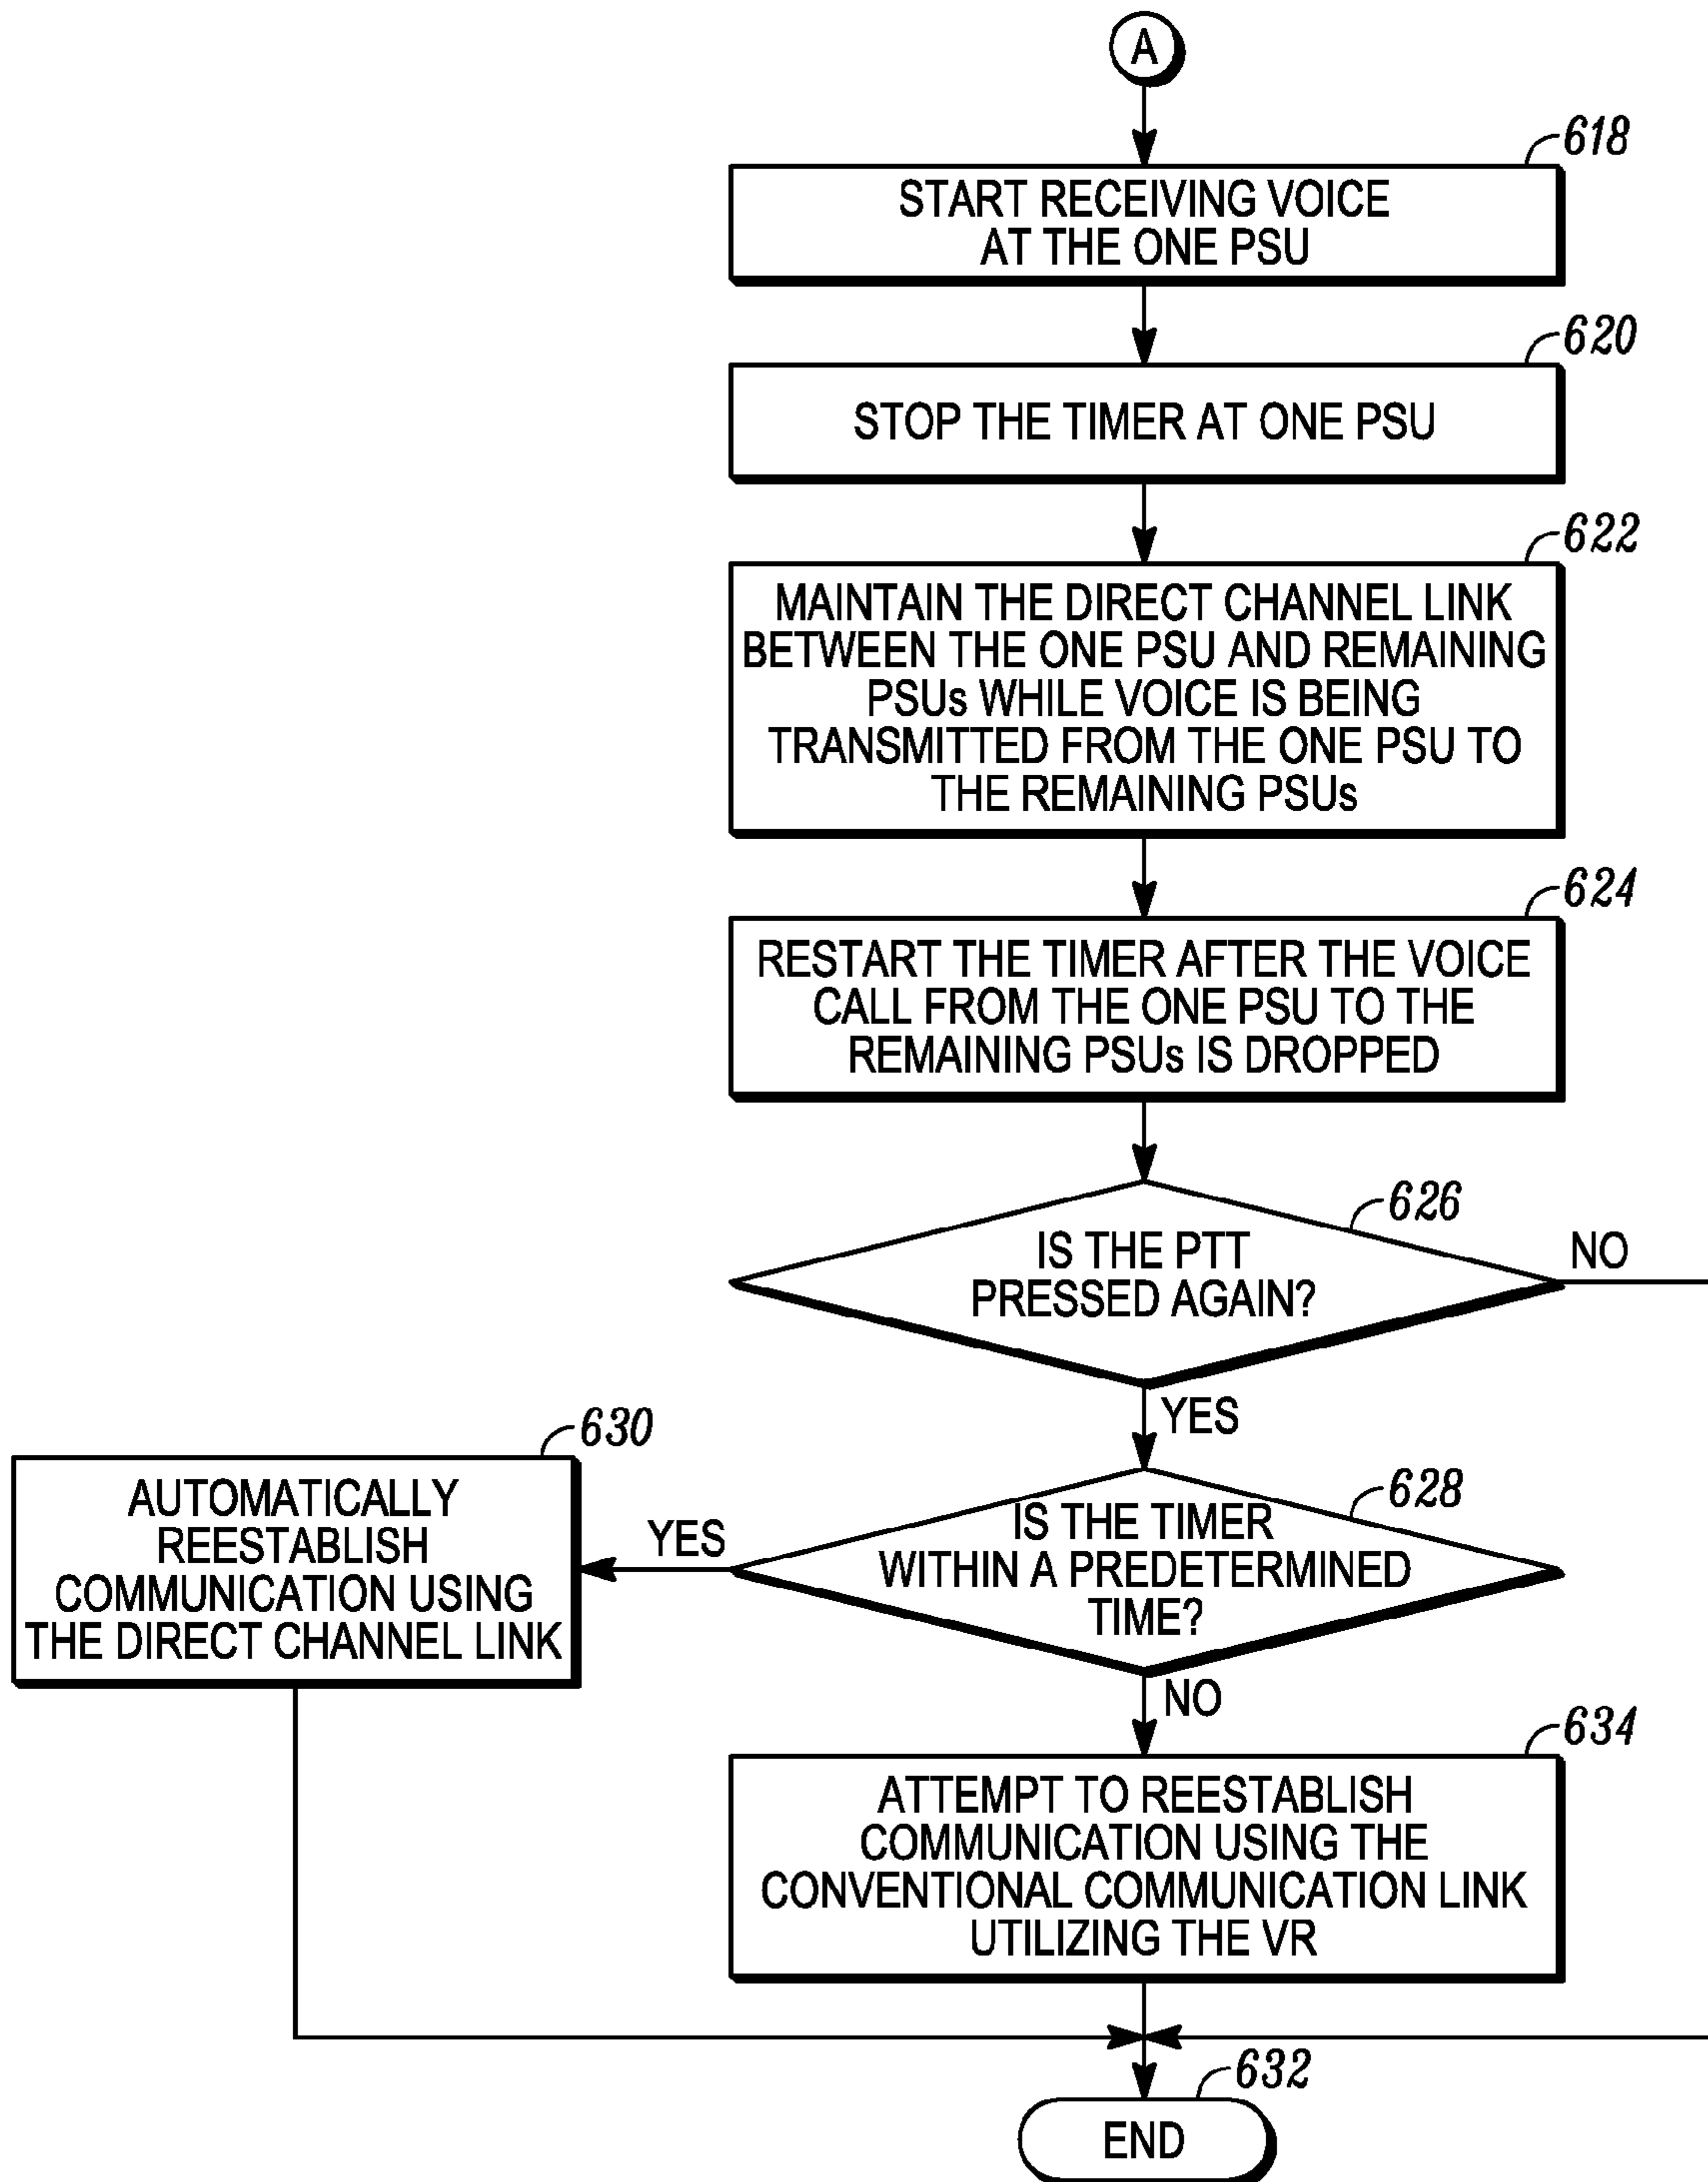 A
618
START RECEIVING VOICE
AT THE ONE PSU
620
STOP THE TIMER AT ONE PSU
622
MAINTAIN THE DIRECT CHANNEL LINK
BETWEEN THE ONE PSU AND REMAINING
PSUs WHILE VOICE IS BEING
TRANSMITTED FROM THE ONE PSU TO
THE REMAINING PSUs
624
RESTART THE TIMER AFTER THE VOICE
CALL FROM THE ONE PSU TO THE
REMAINING PSUs IS DROPPED
626
IS THE PTT
PRESSED AGAIN?
NO
YES
628
IS THE TIMER
WITHIN A PREDETERMINED
TIME?
YES
630
AUTOMATICALLY
REESTABLISH
COMMUNICATION USING
THE DIRECT CHANNEL LINK
NO
634
ATTEMPT TO REESTABLISH
COMMUNICATION USING THE
CONVENTIONAL COMMUNICATION LINK
UTILIZING THE VR
632
END